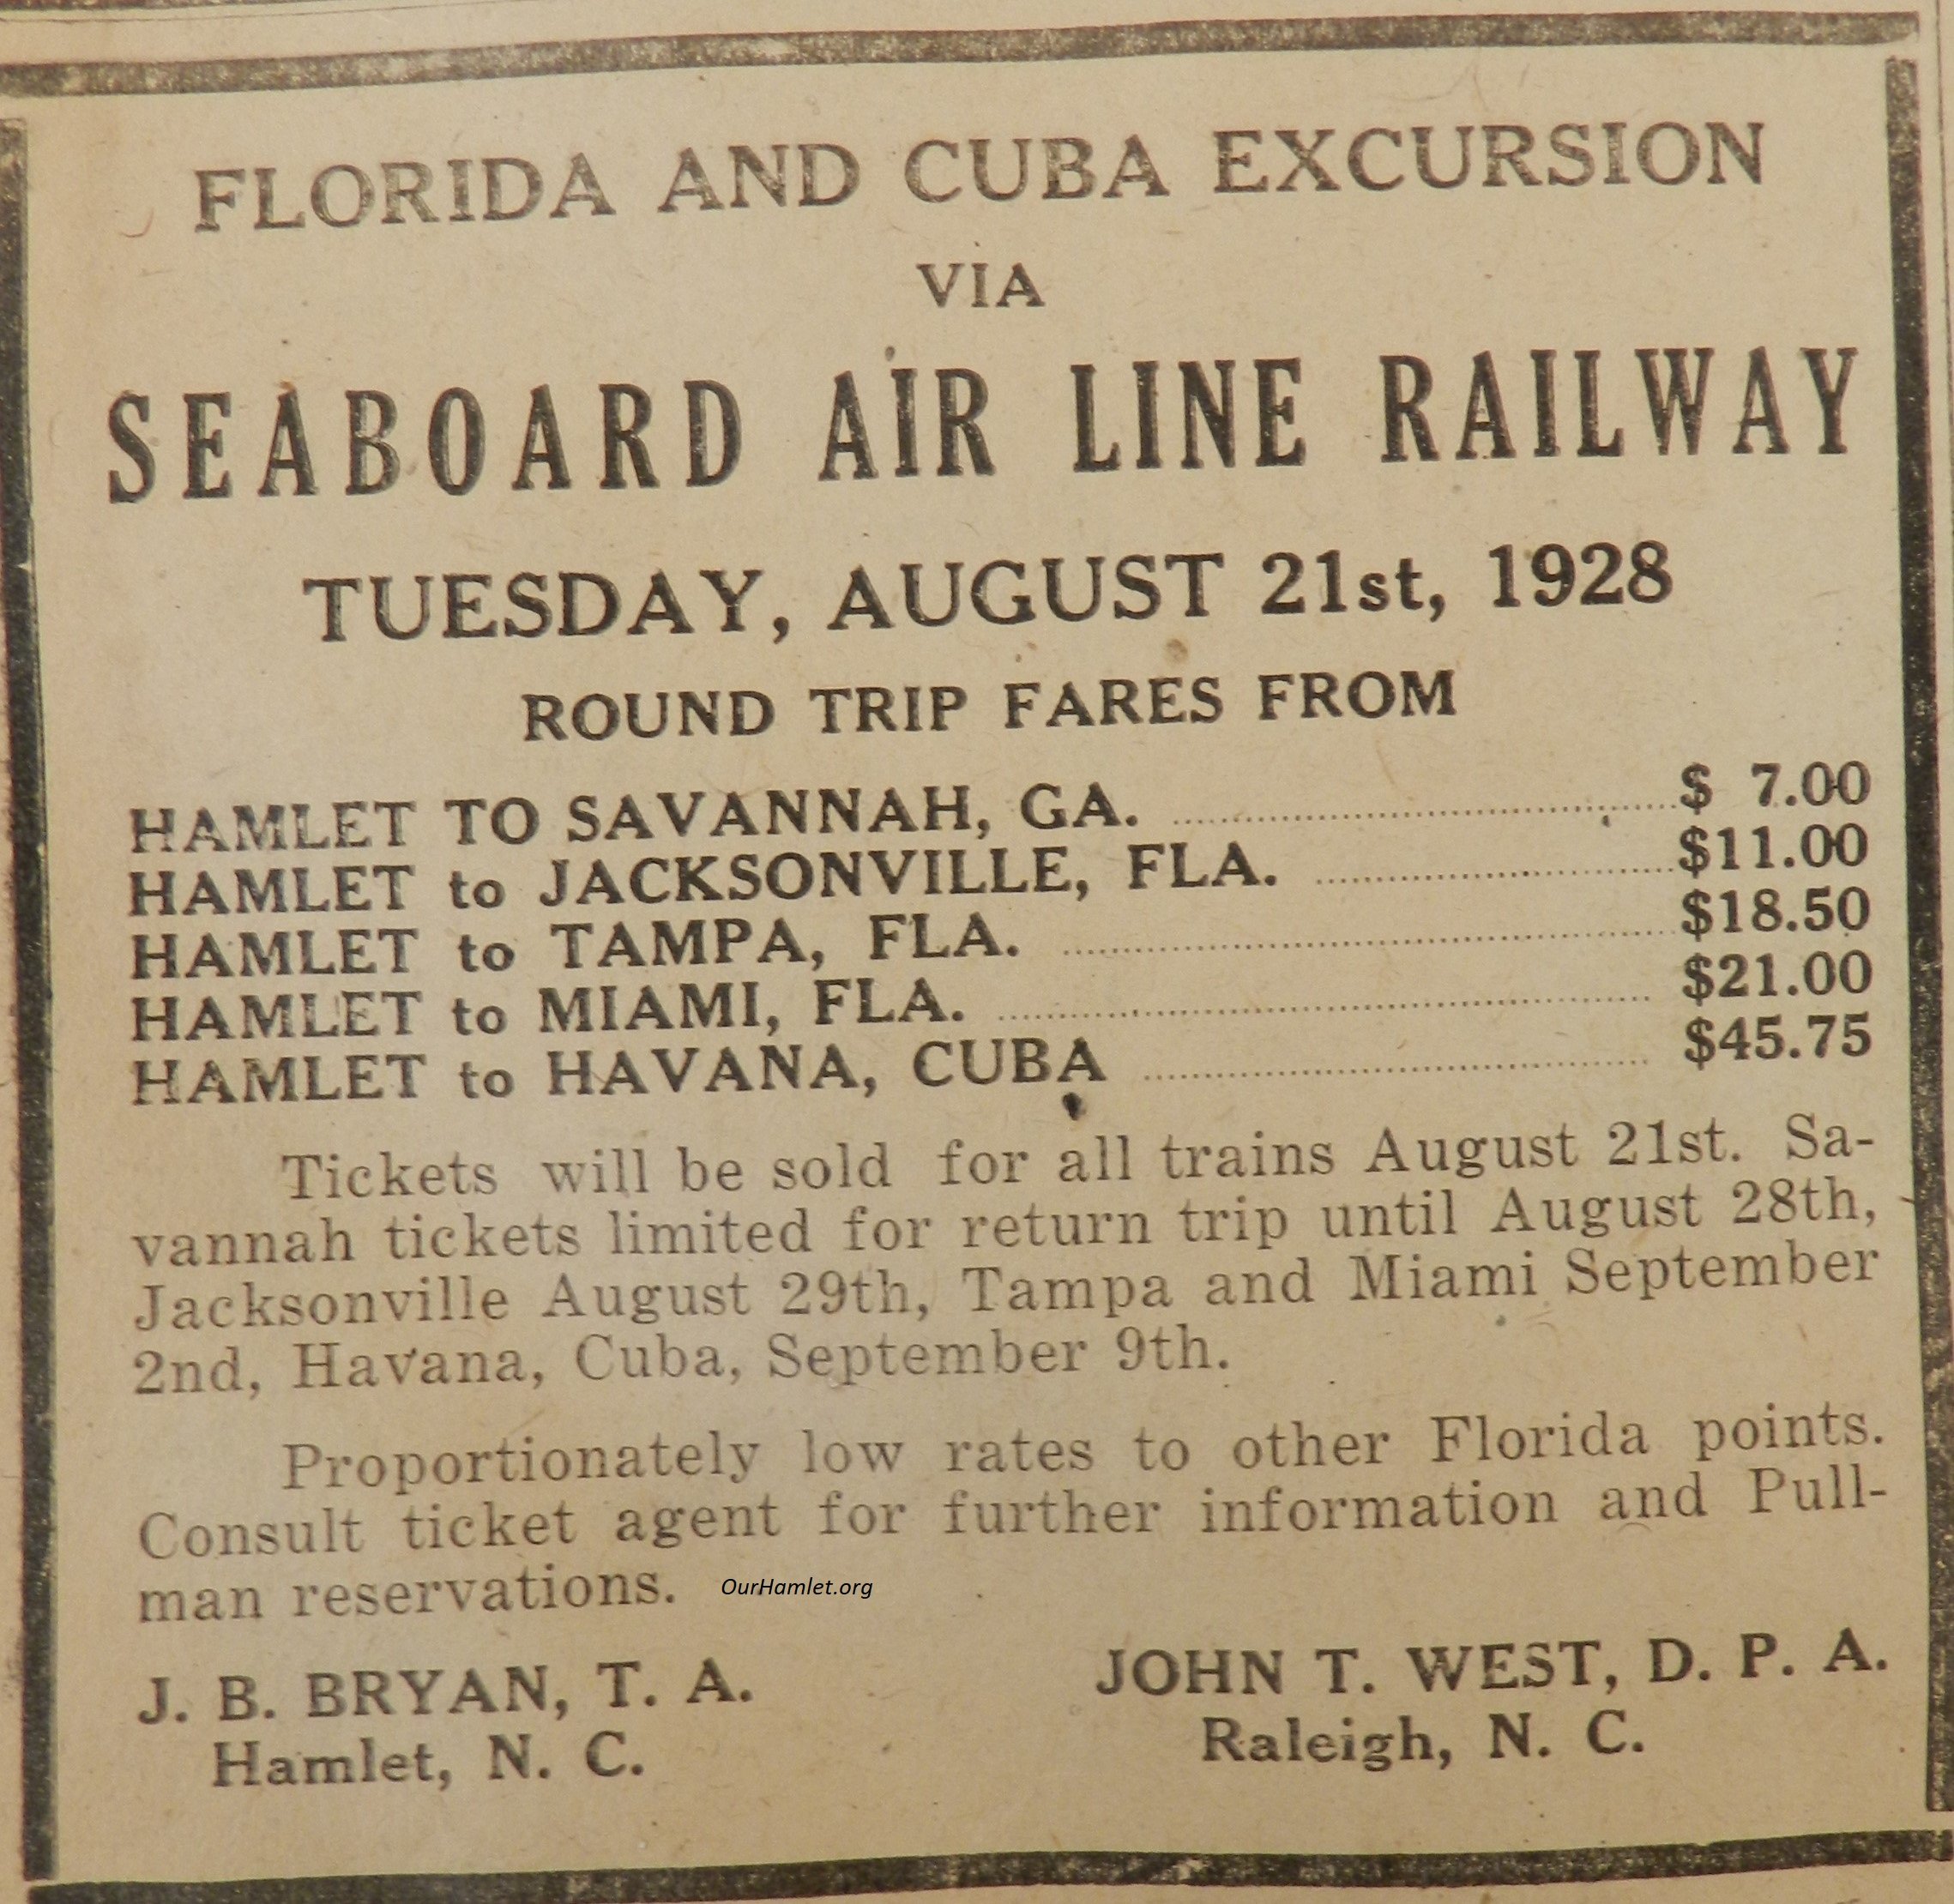 FLORIDA AND CUBA EXCURSION
VIA
SEABOARD AIR LINE RAILWAY
TUESDAY, AUGUST 21st, 1928
ROUND TRIP FARES FROM
HAMLET TO SAVANNAH, GA. ........ $ 7.00
HAMLET to JACKSONVILLE, FLA. ........ $11.00
HAMLET to TAMPA, FLA. ........ $18.50
HAMLET to MIAMI, FLA. ........ $21.00
HAMLET to HAVANA, CUBA ........ $45.75
Tickets will be sold for all trains August 21st. Sa-
vannah tickets limited for return trip until August 28th,
Jacksonville August 29th, Tampa and Miami September
2nd, Havana, Cuba, September 9th.
Proportionately low rates to other Florida points.
Consult ticket agent for further information and Pull-
man reservations. OurHamlet.org
J. B. BRYAN, T. A. JOHN T. WEST, D. P. A.
Hamlet, N. C. Raleigh, N. C.